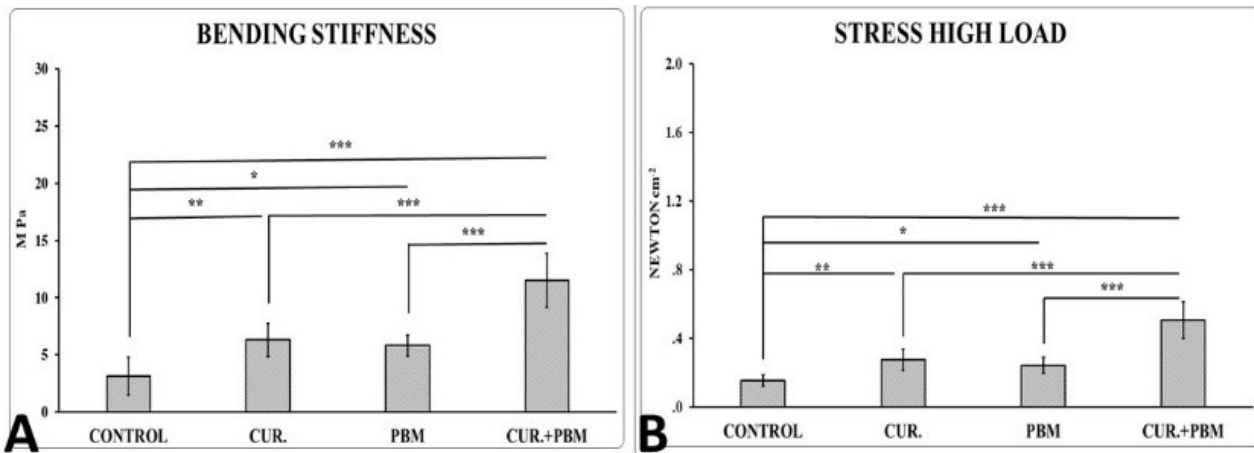 BENDING STIFFNESS
30
25
20
15
10
5
0
M Pa
***
*
**
***
***
CONTROL CUR. PBM CUR.+PBM
A
STRESS HIGH LOAD
2.0
1.6
1.2
.8
.4
.0
NEWTON cm⁻²
***
*
**
***
***
CONTROL CUR. PBM CUR.+PBM
B